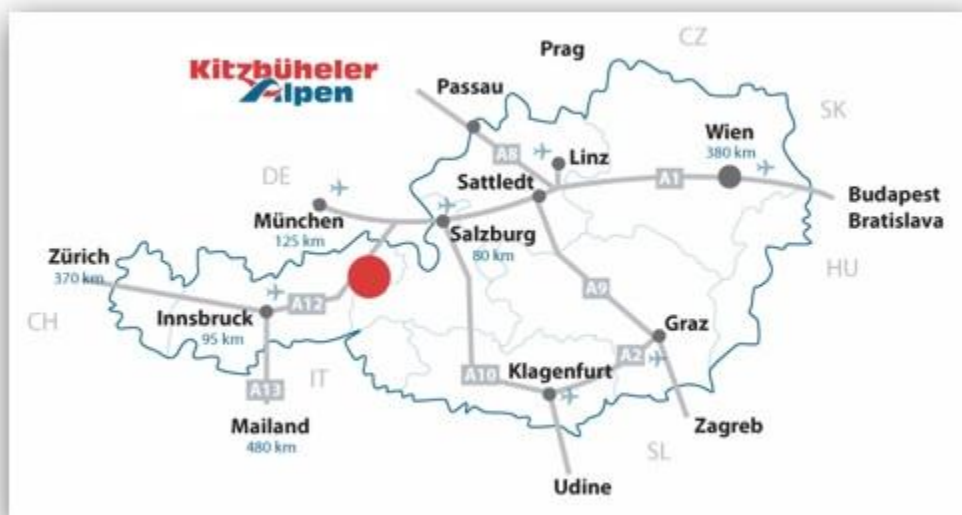 Kitzbüheler
Alpen
Prag
CZ
Passau
SK
Wien
380 km
A8
Linz
DE
Sattledt
A1
Budapest
Bratislava
München
125 km
Salzburg
80 km
Zürich
370 km
HU
A12
A9
CH
Innsbruck
95 km
Graz
IT
A13
A10
Klagenfurt
A2
Mailand
480 km
Zagreb
SL
Udine